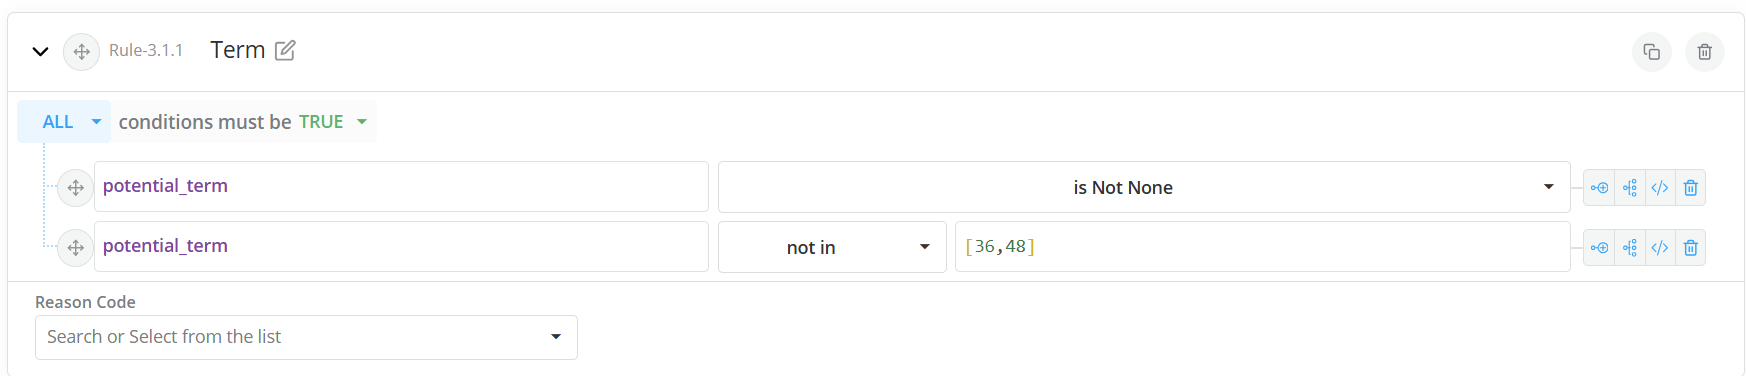 Rule-3.1.1 Term
ALL conditions must be TRUE
potential_term is Not None
potential_term not in [36,48]
Reason Code
Search or Select from the list